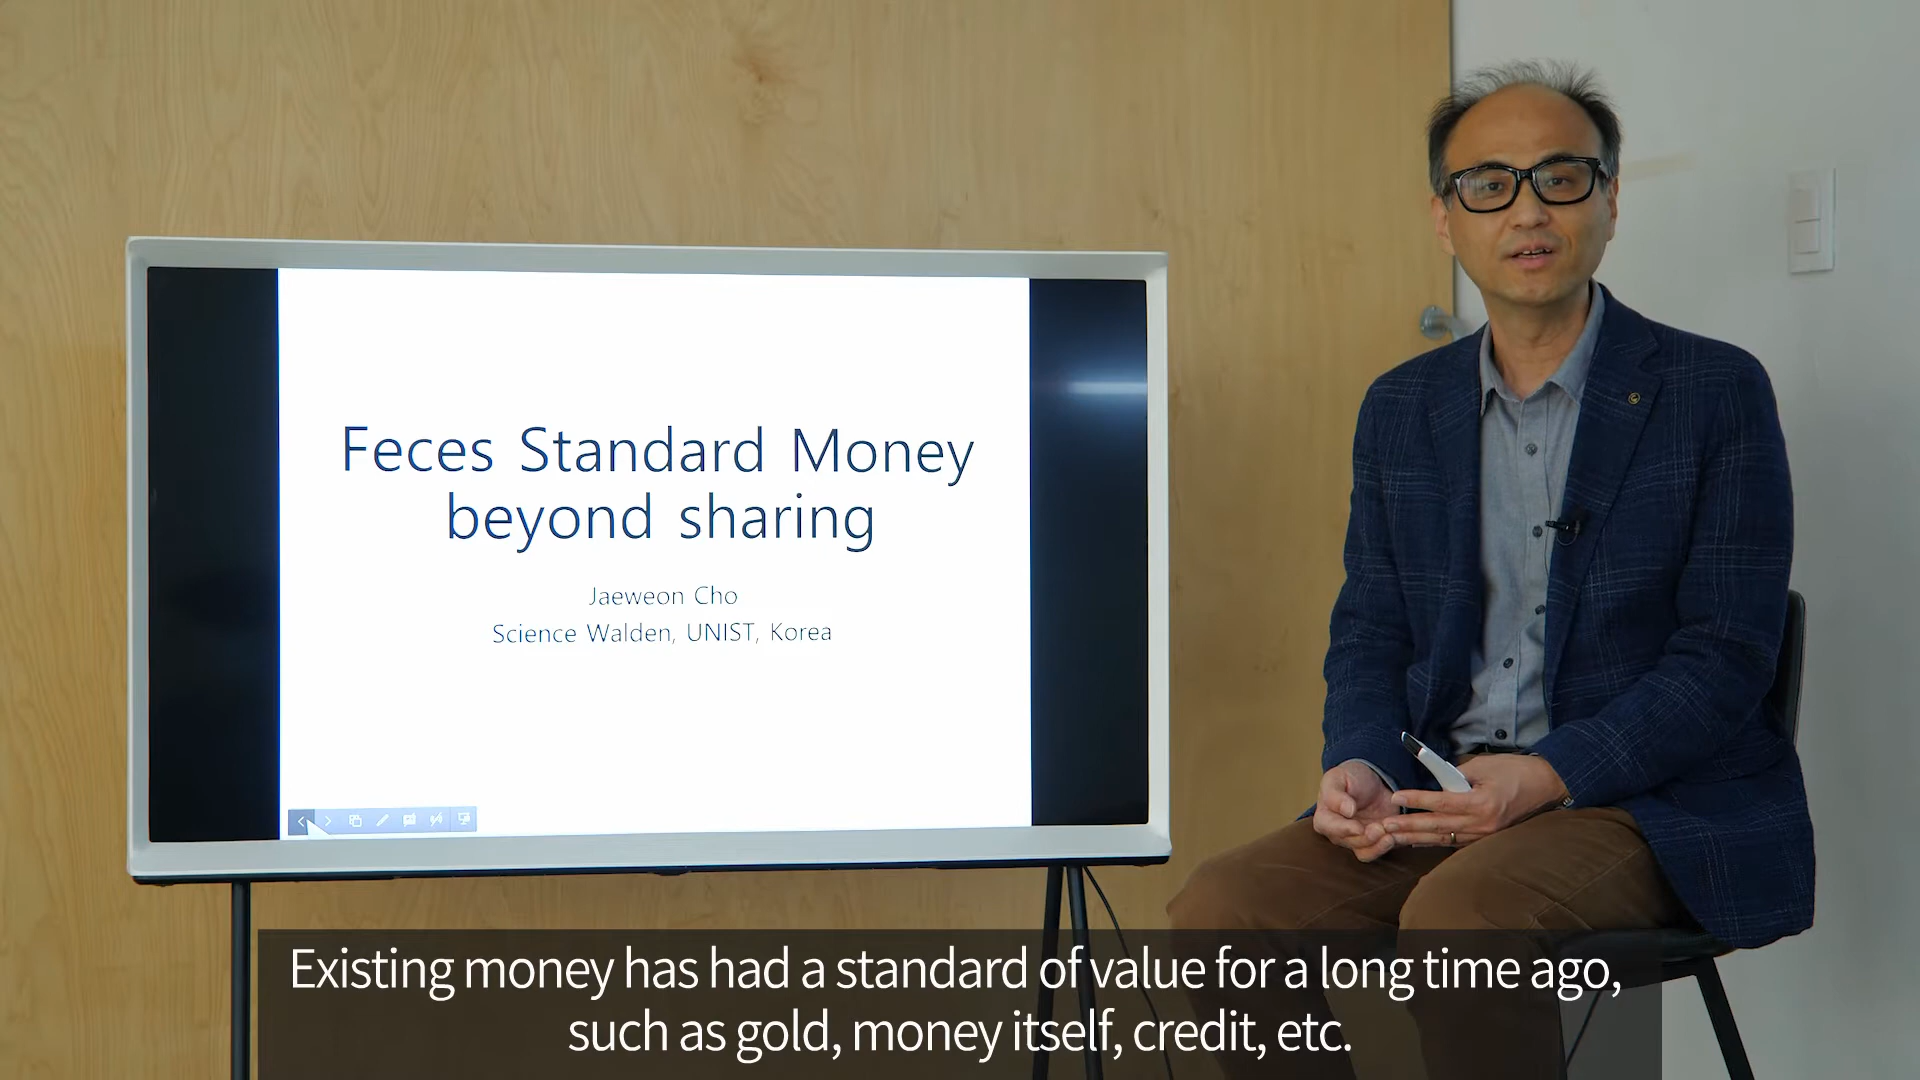 Feces Standard Money
beyond sharing
Jaeweon Cho
Science Walden, UNIST, Korea
Existing money has had a standard of value for a long time ago,
such as gold, money itself, credit, etc.